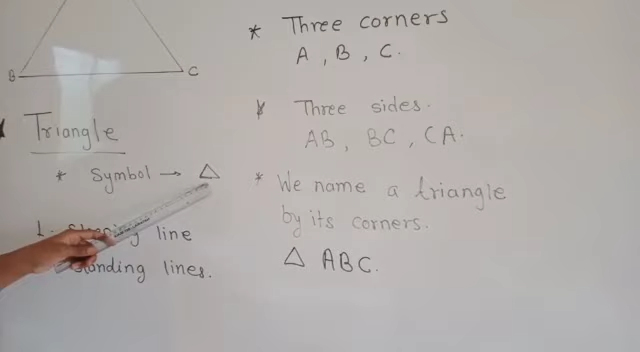 B
C
Triangle
* Symbol → △
1. line
lines.
* Three corners
A, B, C.
* Three sides.
AB, BC, CA.
* We name a triangle
by its corners.
△ ABC.